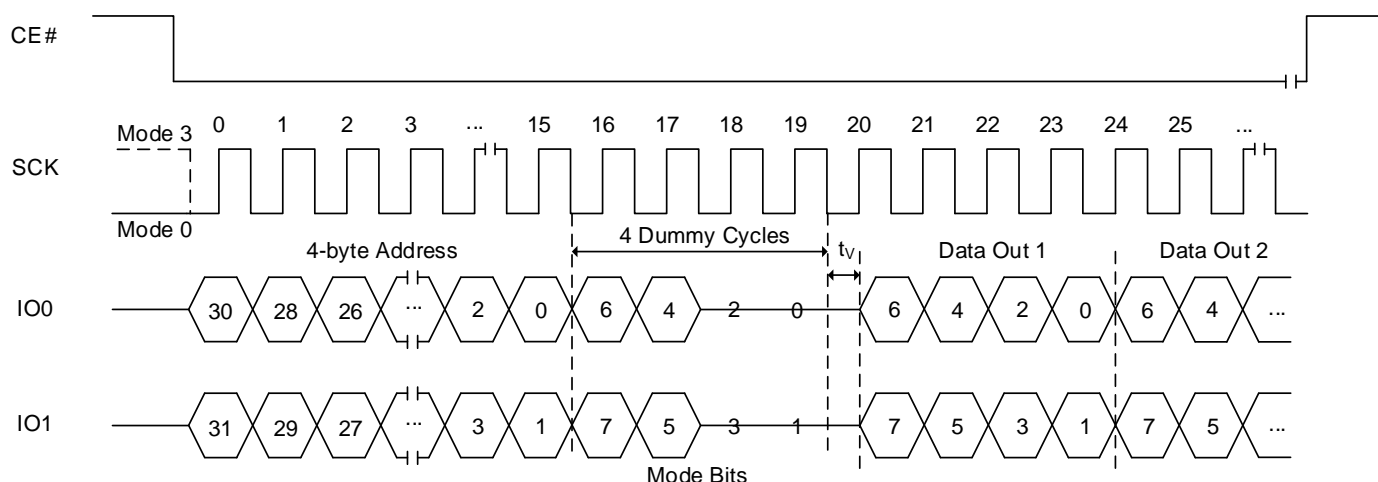 CE#
Mode 3 0 1 2 3 ... 15 16 17 18 19 20 21 22 23 24 25 ...
SCK
Mode 0
4-byte Address 4 Dummy Cycles tV Data Out 1 Data Out 2
IO0 30 28 26 ... 2 0 6 4 2 0 6 4 2 0 6 4 ...
IO1 31 29 27 ... 3 1 7 5 3 1 7 5 3 1 7 5 ...
Mode Bits